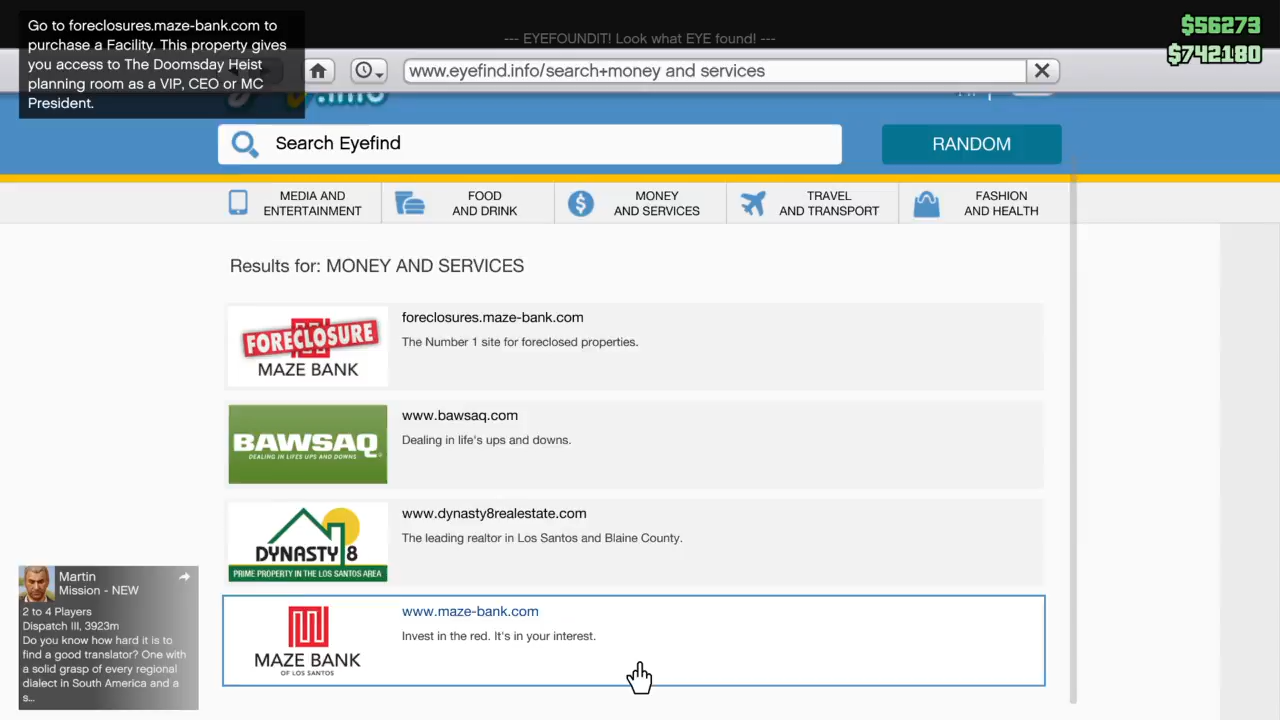 Go to foreclosures.maze-bank.com to
purchase a Facility. This property gives
you access to The Doomsday Heist
planning room as a VIP, CEO or MC
President.
--- EYEFOUNDIT! Look what EYE found! ---
$56273
$742180
www.eyefind.info/search+money and services
Search Eyefind
RANDOM
MEDIA AND
ENTERTAINMENT
FOOD
AND DRINK
MONEY
AND SERVICES
TRAVEL
AND TRANSPORT
FASHION
AND HEALTH
Results for: MONEY AND SERVICES
FORECLOSURE
MAZE BANK
foreclosures.maze-bank.com
The Number 1 site for foreclosed properties.
BAWSAQ
DEALING IN LIFE'S UPS AND DOWNS
www.bawsaq.com
Dealing in life's ups and downs.
DYNASTY 8
PRIME PROPERTY IN THE LOS SANTOS AREA
www.dynasty8realestate.com
The leading realtor in Los Santos and Blaine County.
MAZE BANK
OF LOS SANTOS
www.maze-bank.com
Invest in the red. It's in your interest.
Martin
Mission - NEW
2 to 4 Players
Dispatch III, 3923m
Do you know how hard it is to
find a good translator? One with
a solid grasp of every regional
dialect in South America and a
s...